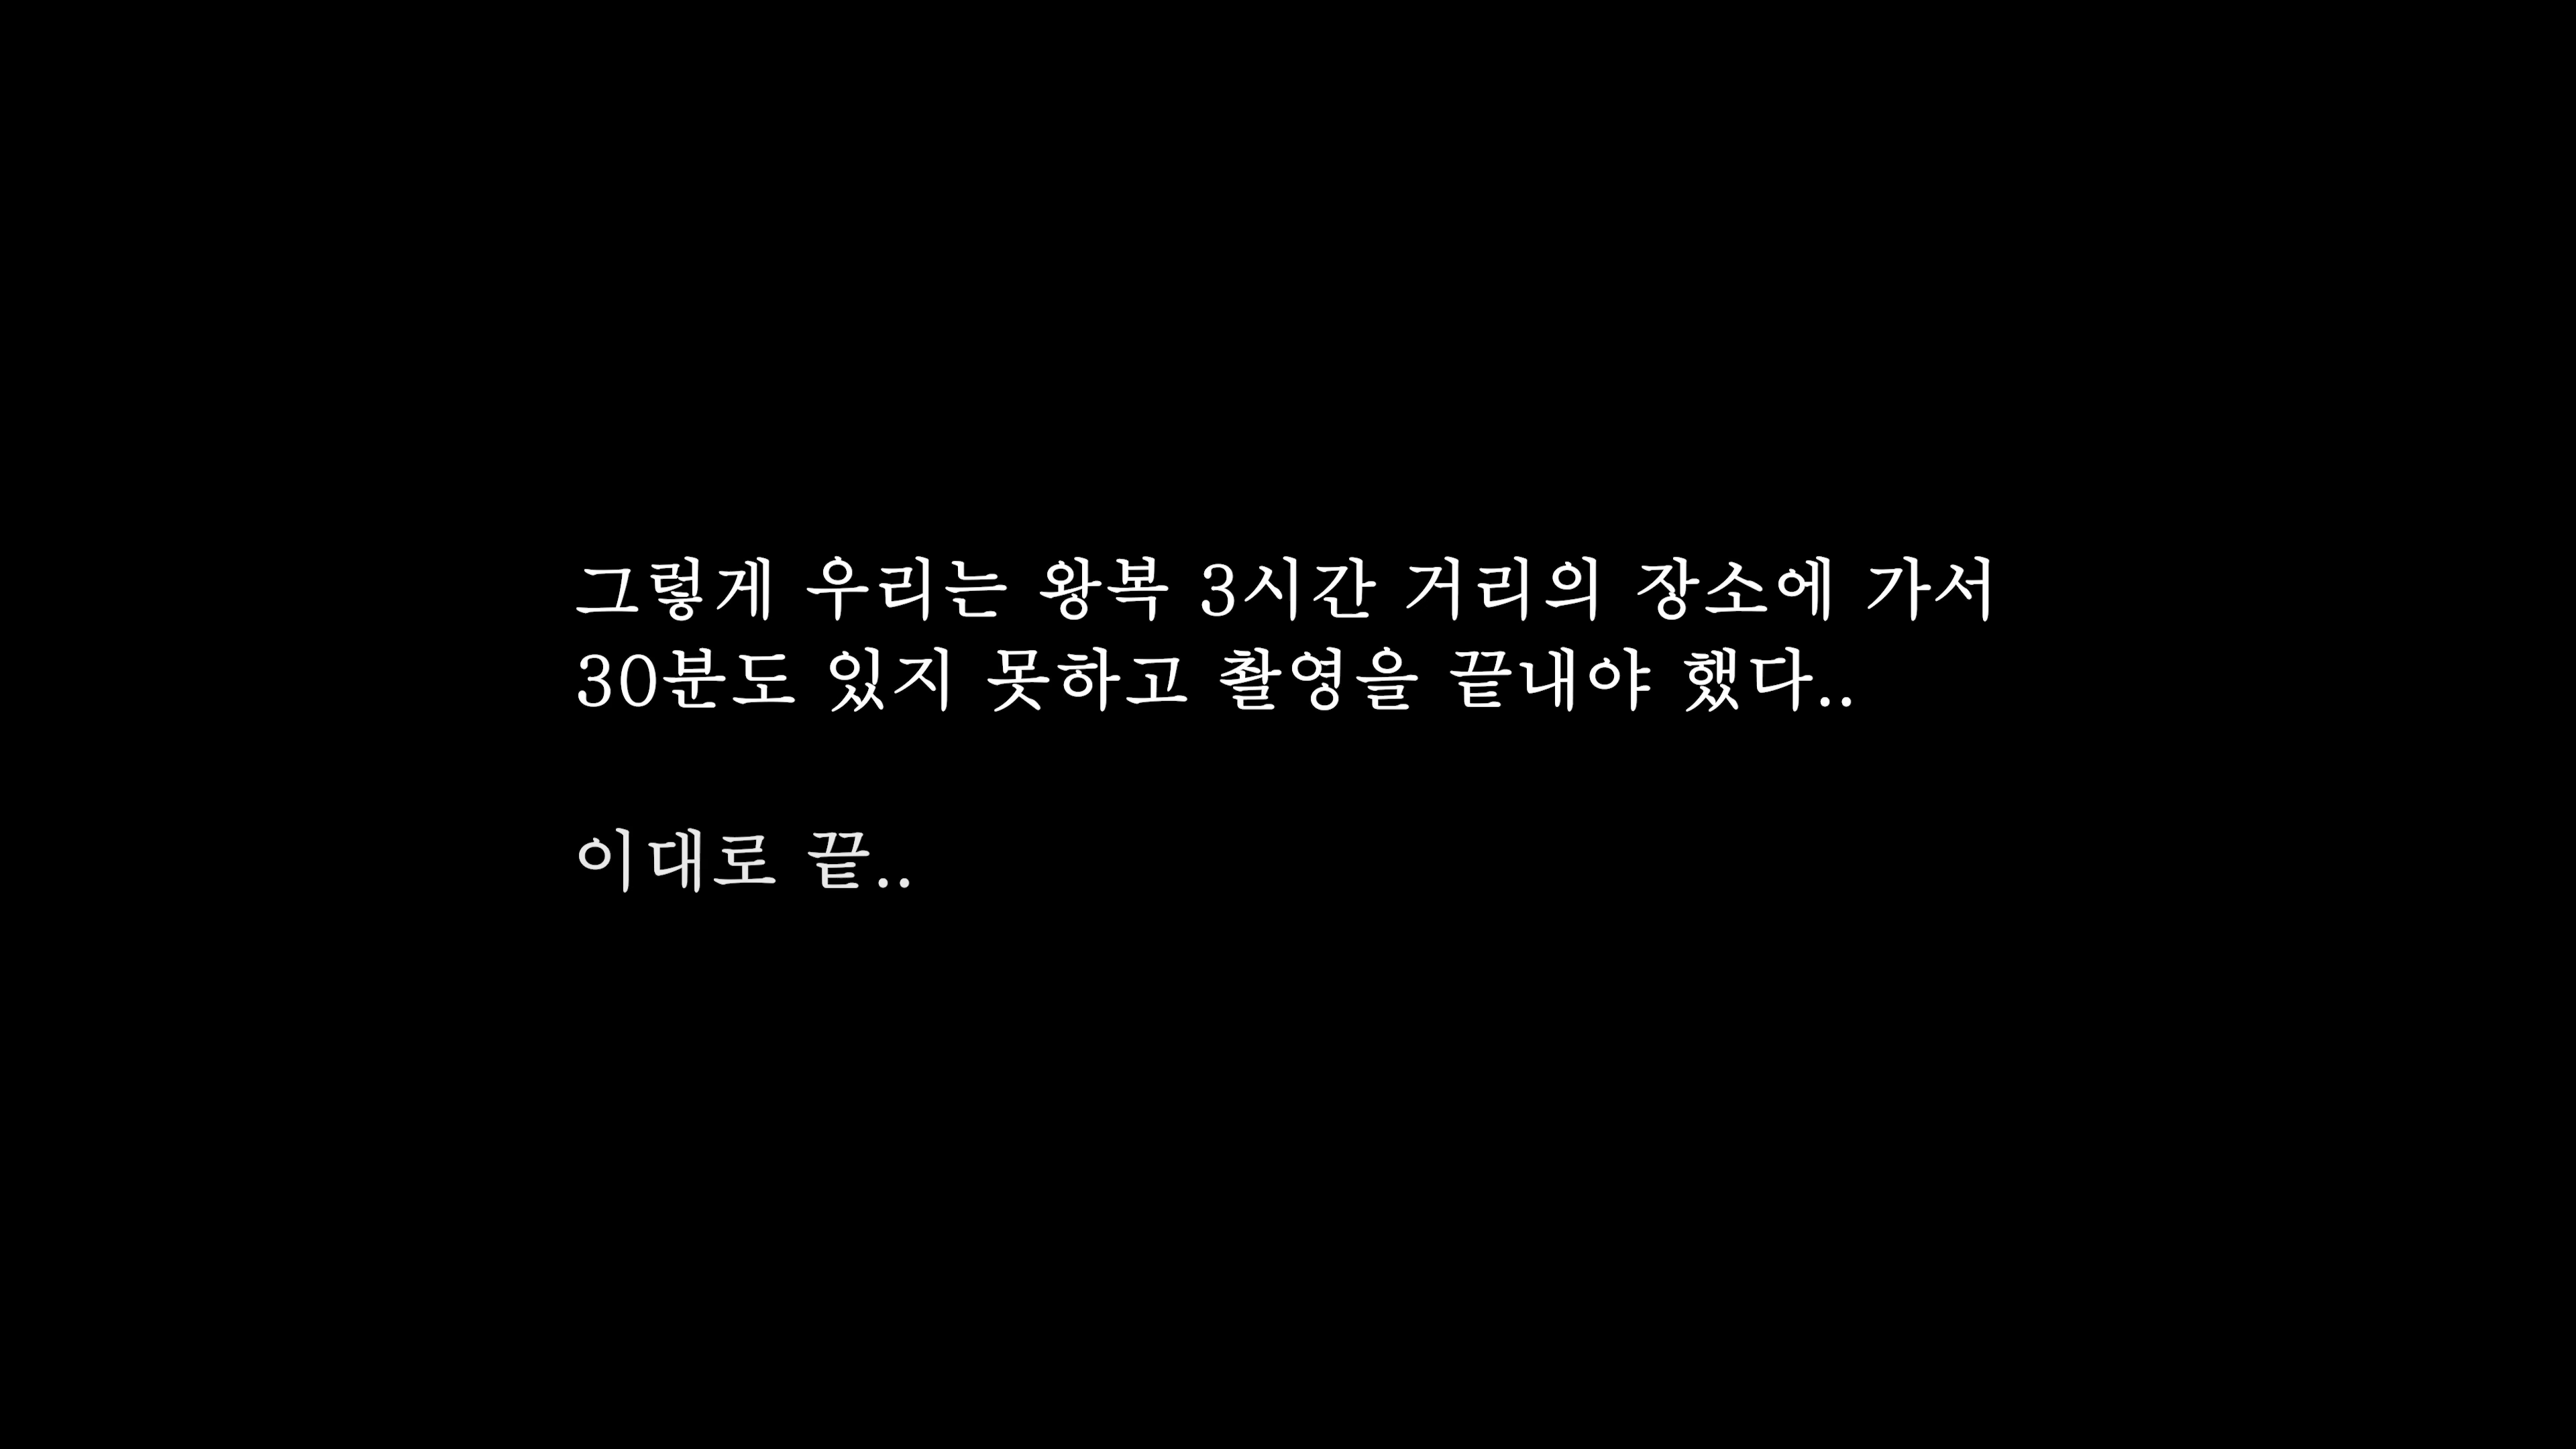 그렇게 우리는 왕복 3시간 거리의 장소에 가서
30분도 있지 못하고 촬영을 끝내야 했다..
이대로 끝..